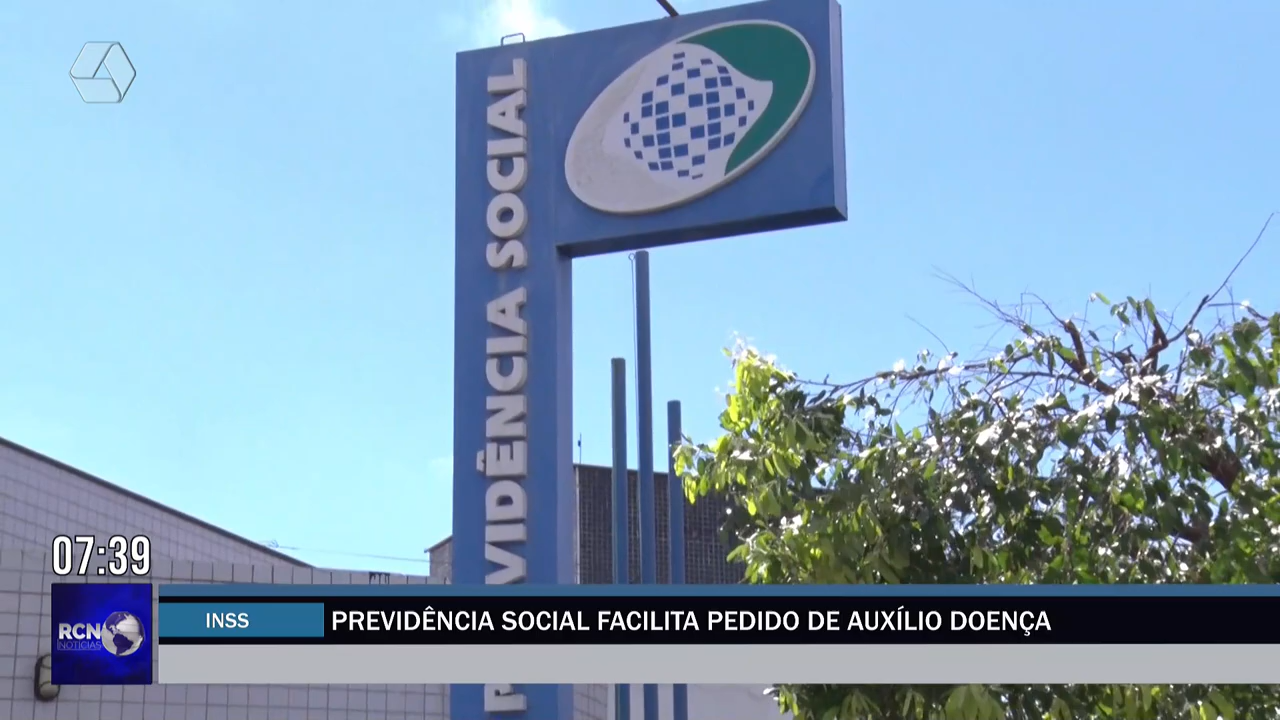 PREVIDÊNCIA SOCIAL
07:39
RCN
NOTÍCIAS
INSS
PREVIDÊNCIA SOCIAL FACILITA PEDIDO DE AUXÍLIO DOENÇA